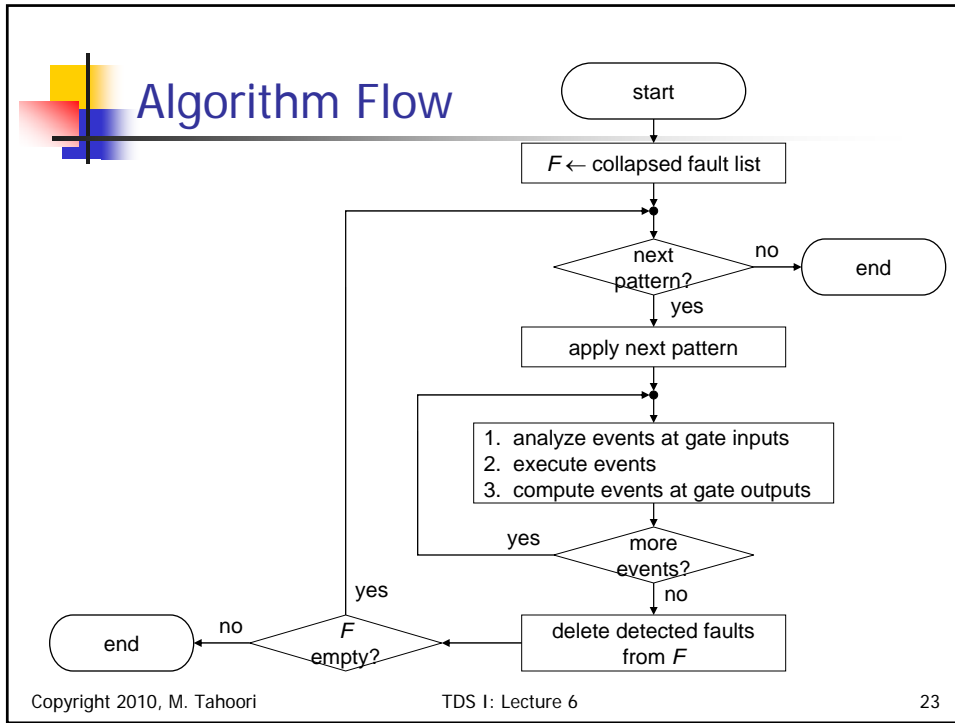 Algorithm Flow
start
F ← collapsed fault list
next
pattern?
no
end
yes
apply next pattern
1. analyze events at gate inputs
2. execute events
3. compute events at gate outputs
yes
more
events?
no
yes
delete detected faults
from F
F
empty?
no
end
Copyright 2010, M. Tahoori
TDS I: Lecture 6
23